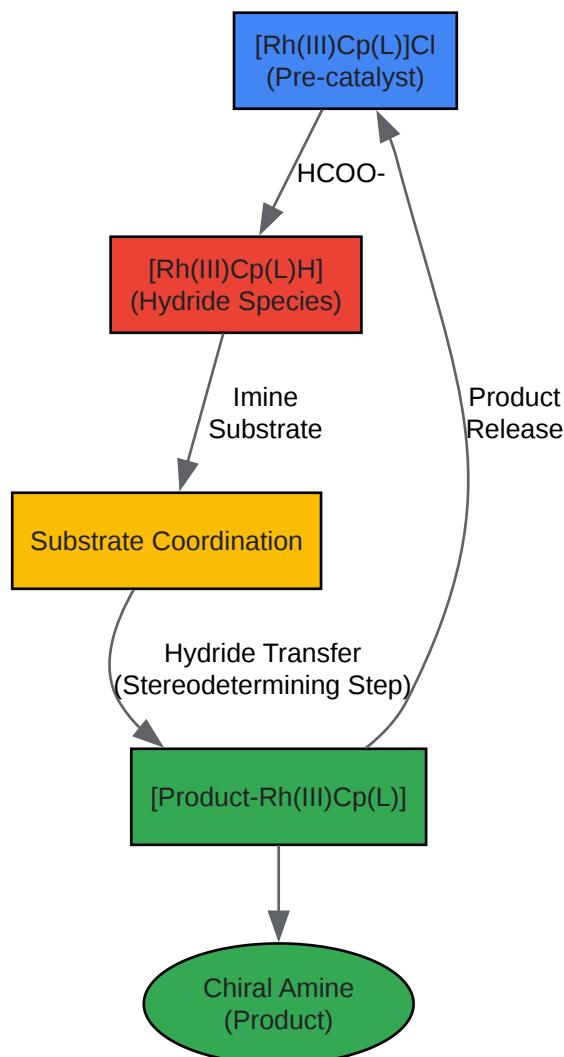 [Rh(III)Cp(L)]Cl
(Pre-catalyst)
HCOO-
[Rh(III)Cp(L)H]
(Hydride Species)
Imine
Substrate
Product
Release
Substrate Coordination
Hydride Transfer
(Stereodetermining Step)
[Product-Rh(III)Cp(L)]
Chiral Amine
(Product)